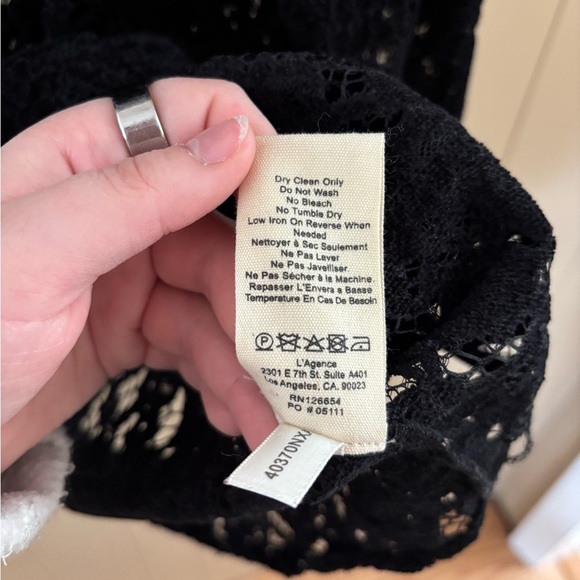 Dry Clean Only
Do Not Wash
No Bleach
No Tumble Dry
Low Iron On Reverse When
Needed
Nettoyer à Sec Seulement
Ne Pas Laver
Ne Pas Javelliser.
Ne Pas Sécher à la Machine.
Repasser L'Envers a Basse
Temperature En Cas De Besoin
P
L'Agence
2301 E 7th St. Suite A401
Los Angeles, CA. 90023
RN126654
PO # 05111